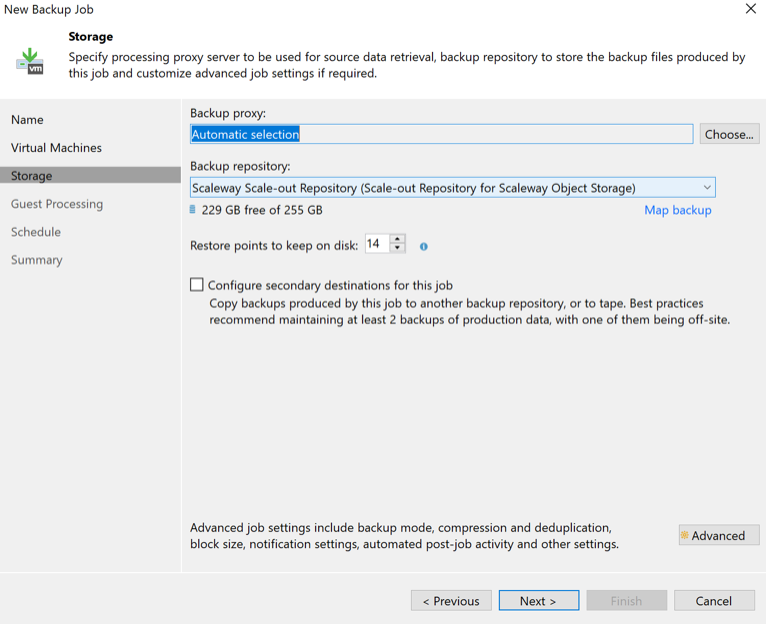 New Backup Job
Storage
Specify processing proxy server to be used for source data retrieval, backup repository to store the backup files produced by
this job and customize advanced job settings if required.
vm
Name
Virtual Machines
Storage
Guest Processing
Schedule
Summary
Backup proxy:
Automatic selection
Choose...
Backup repository:
Scaleway Scale-out Repository (Scale-out Repository for Scaleway Object Storage)
229 GB free of 255 GB
Map backup
Restore points to keep on disk: 14
Configure secondary destinations for this job
Copy backups produced by this job to another backup repository, or to tape. Best practices
recommend maintaining at least 2 backups of production data, with one of them being off-site.
Advanced job settings include backup mode, compression and deduplication,
block size, notification settings, automated post-job activity and other settings.
Advanced
< Previous
Next >
Finish
Cancel